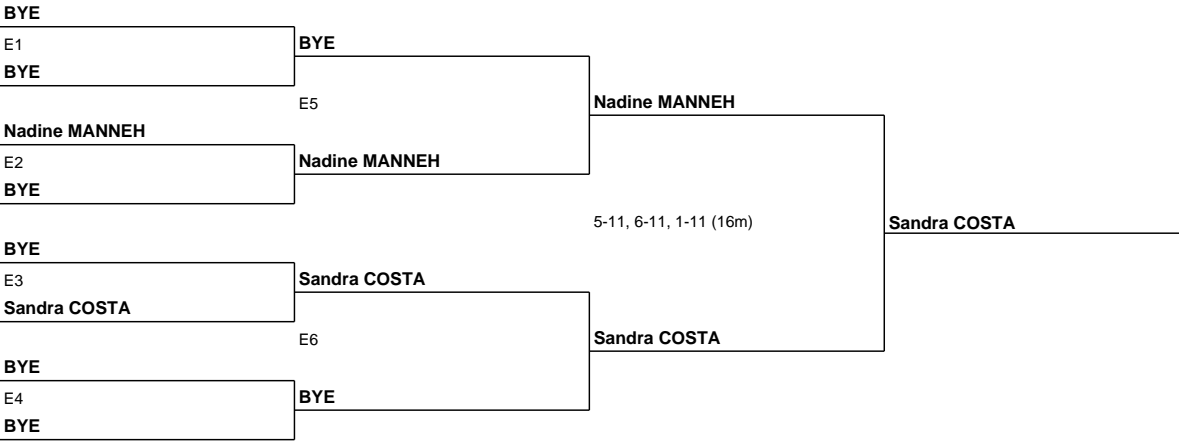 BYE
E1
BYE
BYE
E5
Nadine MANNEH
Nadine MANNEH
E2
Nadine MANNEH
BYE
5-11, 6-11, 1-11 (16m)
Sandra COSTA
BYE
E3
Sandra COSTA
Sandra COSTA
E6
Sandra COSTA
BYE
E4
BYE
BYE